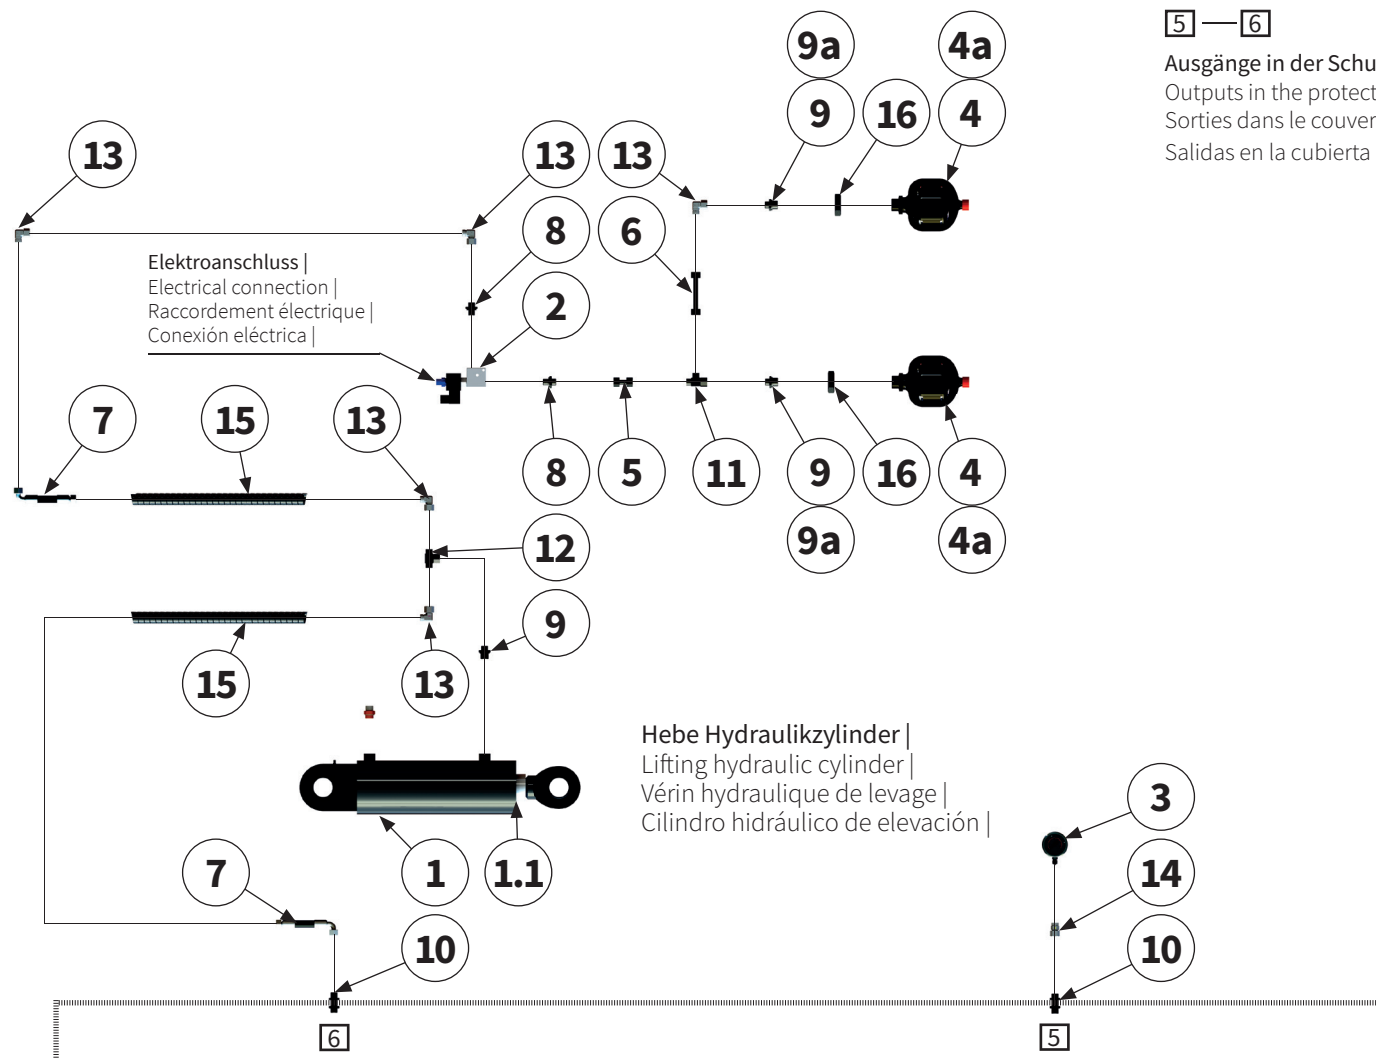 5 — 6
Ausgänge in der Schu
Outputs in the protect
Sorties dans le couver
Salidas en la cubierta
9a 4a
9 16 4
13 13 13
8 6
2
Elektroanschluss |
Electrical connection |
Raccordement électrique |
Conexión eléctrica |
7 15 13
8 5 11 9 16 4
9a 4a
12
9
15 13
Hebe Hydraulikzylinder |
Lifting hydraulic cylinder |
Vérin hydraulique de levage |
Cilindro hidráulico de elevación |
3
7 1 1.1 14
10 10
6 5